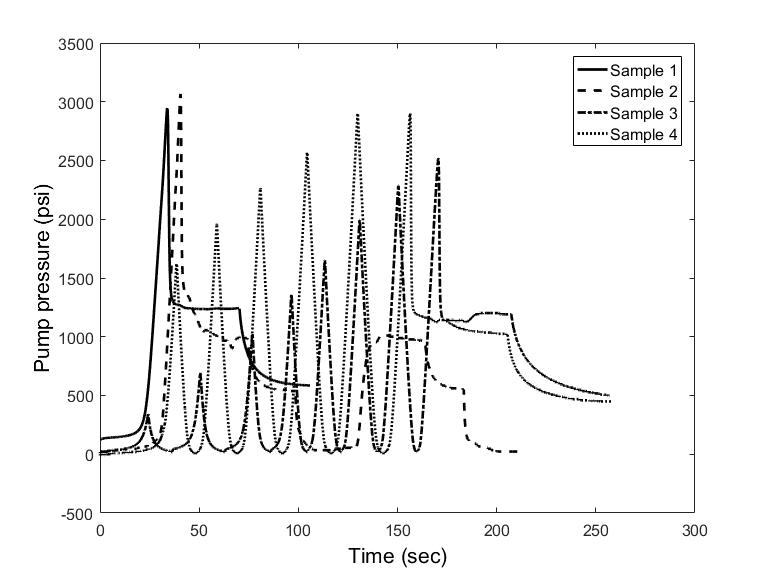 3500
3000
2500
2000
1500
1000
500
0
-500
0 50 100 150 200 250 300
Pump pressure (psi)
Time (sec)
Sample 1
Sample 2
Sample 3
Sample 4